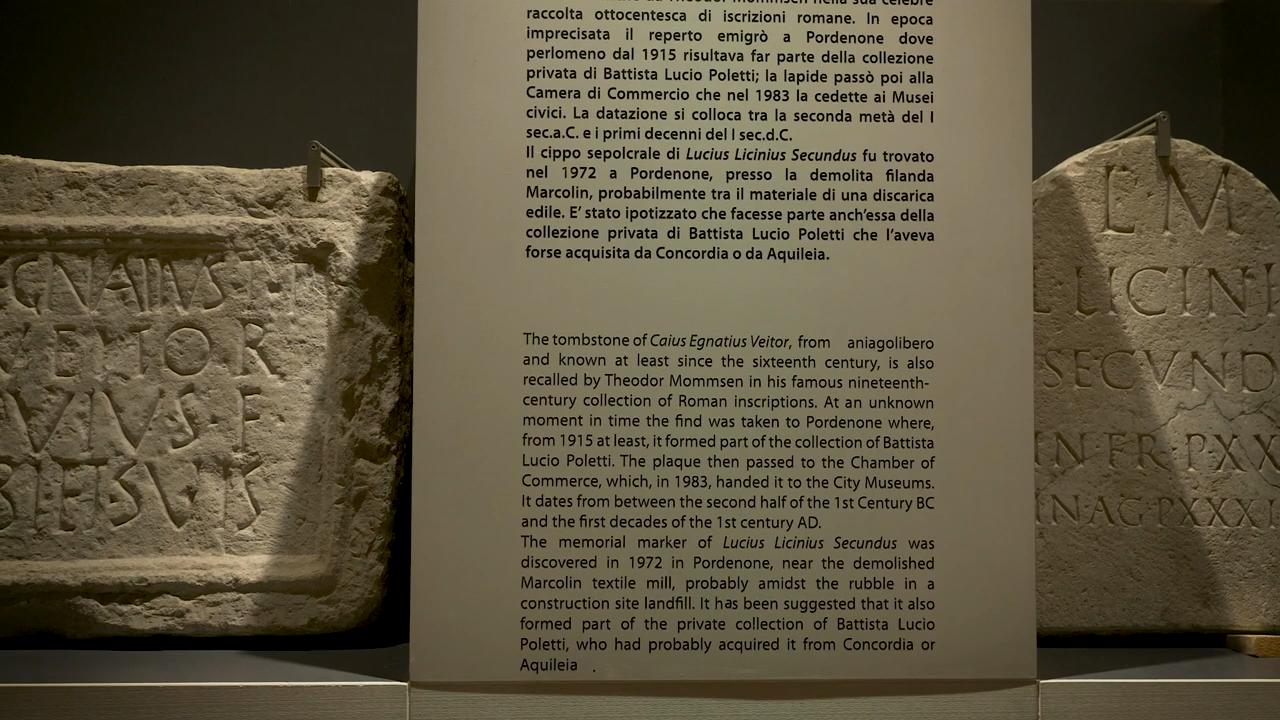 raccolta ottocentesca di iscrizioni romane. In epoca
imprecisata il reperto emigrò a Pordenone dove
perlomeno dal 1915 risultava far parte della collezione
privata di Battista Lucio Poletti; la lapide passò poi alla
Camera di Commercio che nel 1983 la cedette ai Musei
civici. La datazione si colloca tra la seconda metà del I
sec.a.C. e i primi decenni del I sec.d.C.
Il cippo sepolcrale di Lucius Licinius Secundus fu trovato
nel 1972 a Pordenone, presso la demolita filanda
Marcolin, probabilmente tra il materiale di una discarica
edile. E' stato ipotizzato che facesse parte anch'essa della
collezione privata di Battista Lucio Poletti che l'aveva
forse acquisita da Concordia o da Aquileia.
The tombstone of Caius Egnatius Veitor, from aniagolibero
and known at least since the sixteenth century, is also
recalled by Theodor Mommsen in his famous nineteenth-
century collection of Roman inscriptions. At an unknown
moment in time the find was taken to Pordenone where,
from 1915 at least, it formed part of the collection of Battista
Lucio Poletti. The plaque then passed to the Chamber of
Commerce, which, in 1983, handed it to the City Museums.
It dates from between the second half of the 1st Century BC
and the first decades of the 1st century AD.
The memorial marker of Lucius Licinius Secundus was
discovered in 1972 in Pordenone, near the demolished
Marcolin textile mill, probably amidst the rubble in a
construction site landfill. It has been suggested that it also
formed part of the private collection of Battista Lucio
Poletti, who had probably acquired it from Concordia or
Aquileia .
L M
LICINI
SECVND
IN FR PXX
IN AG PXXXI